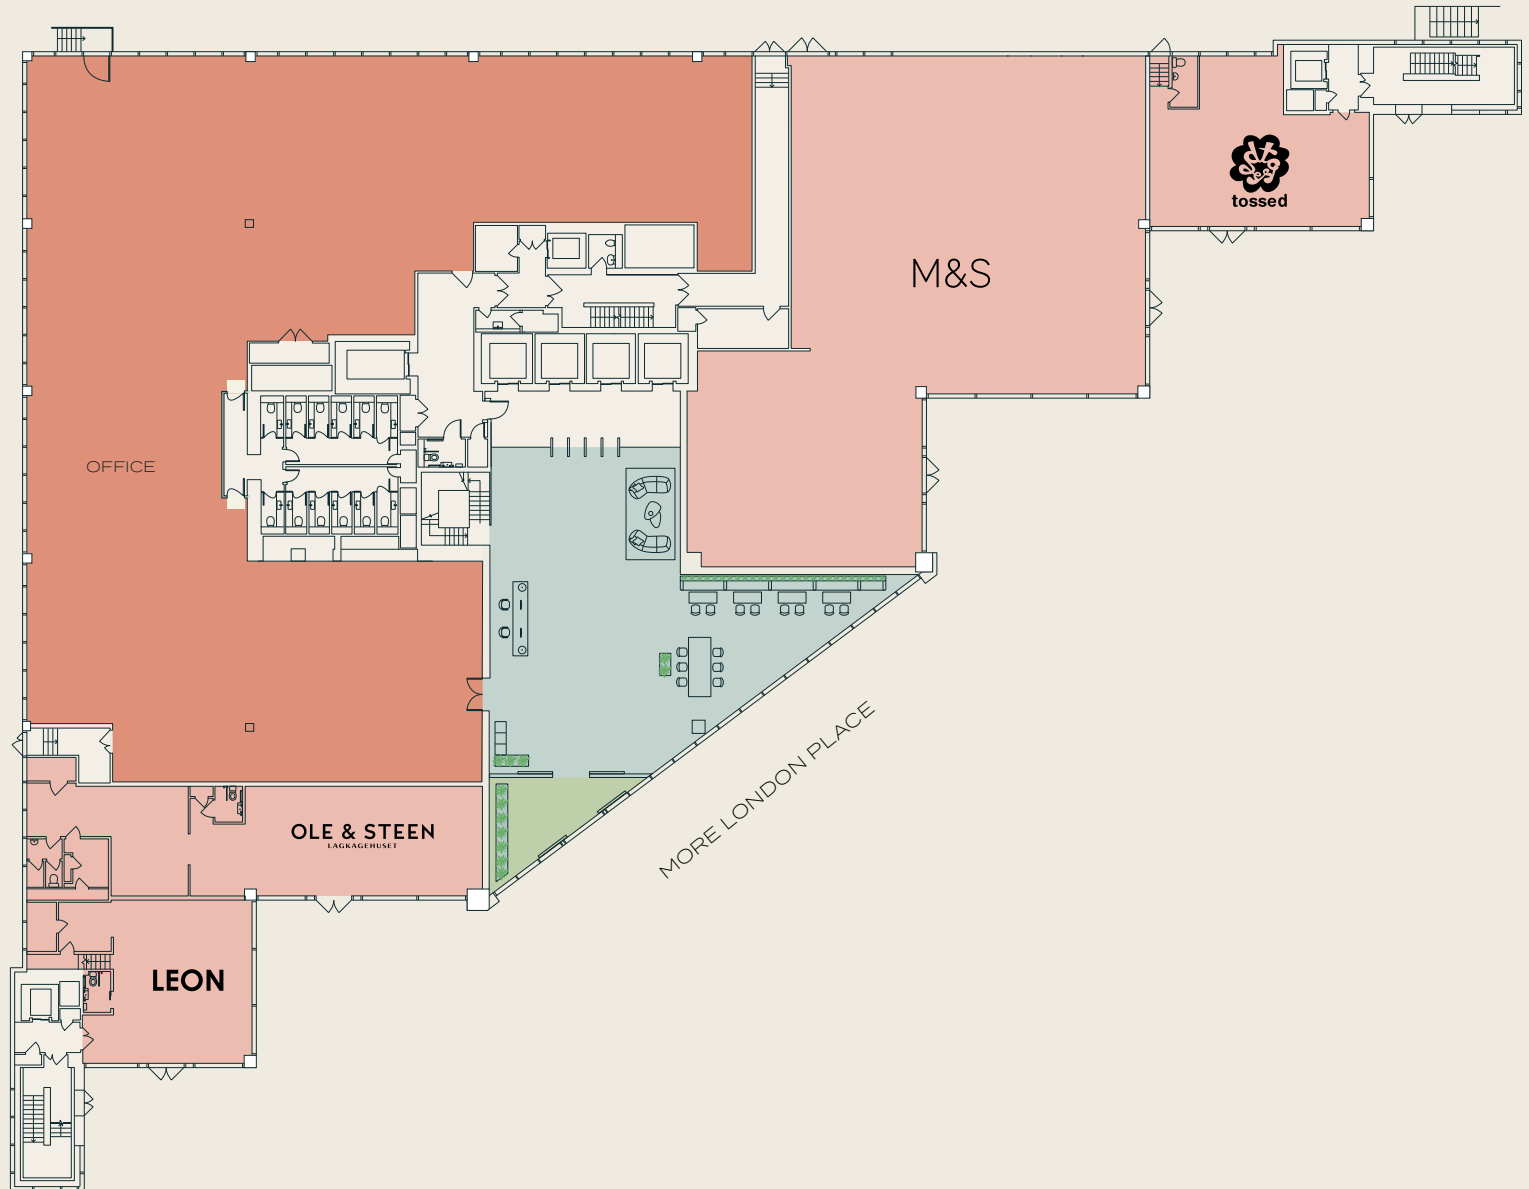 tossed
M&S
OFFICE
MORE LONDON PLACE
OLE & STEEN
LAGKAGEHUSET
LEON